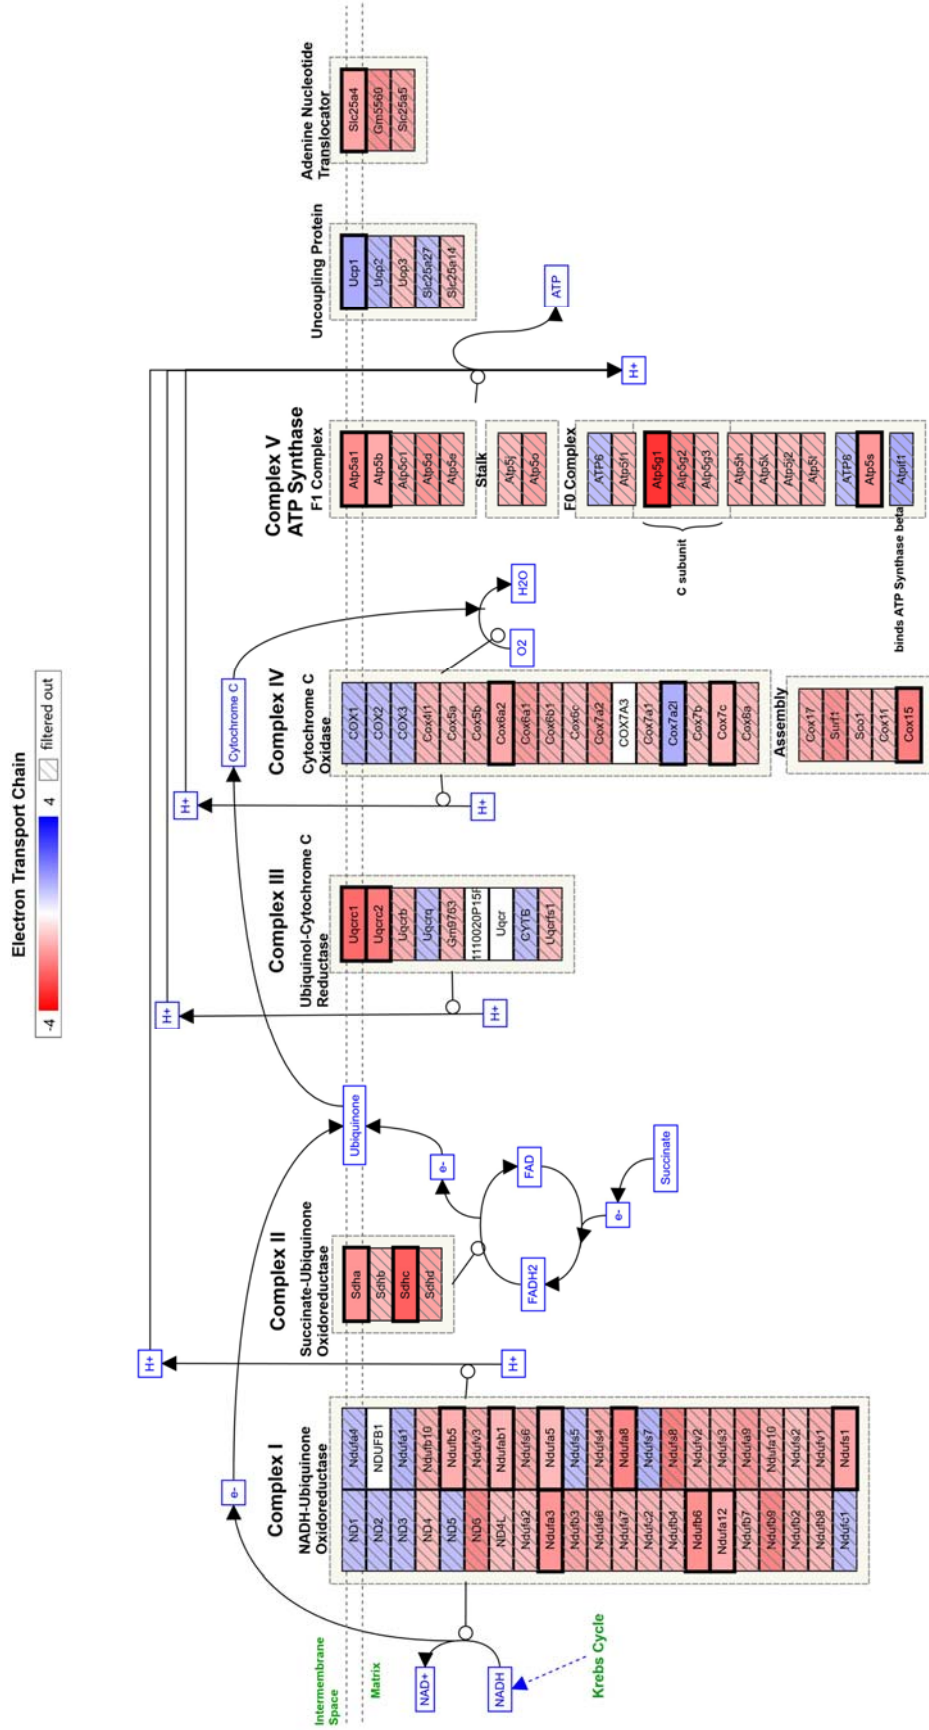 Electron Transport Chain
-4
4
filtered out
Intermembrane
Space
Matrix
NAD+
NADH
Krebs Cycle
e-
Complex I
NADH-Ubiquinone
Oxidoreductase
ND1
ND2
ND3
ND4
ND5
ND6
ND4L
Ndufa2
Ndufa3
Ndufb3
Ndufa6
Ndufa7
Ndufc2
Ndufb4
Ndufb6
Ndufa12
Ndufb7
Ndufb9
Ndufb2
Ndufb8
Ndufc1
Ndufa4
NDUFB1
Ndufa1
Ndufb10
Ndufb5
Ndufv3
Ndufab1
Ndufs6
Ndufa5
Ndufs5
Ndufs4
Ndufa8
Ndufs7
Ndufs8
Ndufv2
Ndufs3
Ndufa9
Ndufa10
Ndufs2
Ndufv1
Ndufs1
H+
H+
Complex II
Succinate-Ubiquinone
Oxidoreductase
Sdha
Sdhb
Sdhc
Sdhd
FADH2
FAD
e-
e-
Succinate
Ubiquinone
H+
H+
Complex III
Ubiquinol-Cytochrome C
Reductase
Uqcrc1
Uqcrc2
Uqcrb
Uqcrq
Gm9763
1110020P15F
Uqcr
CYTB
Uqcrfs1
Cytochrome C
H+
H+
Complex IV
Cytochrome C
Oxidase
COX1
COX2
COX3
Cox4i1
Cox5a
Cox5b
Cox6a2
Cox6a1
Cox6b1
Cox6c
Cox7a2
COX7A3
Cox7a1
Cox7a2l
Cox7b
Cox7c
Cox8a
Assembly
Cox17
Surf1
Sco1
Cox11
Cox15
O2
H2O
Complex V
ATP Synthase
F1 Complex
Atp5a1
Atp5b
Atp5c1
Atp5d
Atp5e
Stalk
Atp5j
Atp5o
F0 Complex
ATP6
Atp5f1
Atp5g1
Atp5g2
Atp5g3
Atp5h
Atp5k
Atp5j2
Atp5l
ATP8
Atp5s
Atpif1
C subunit
binds ATP Synthase beta
H+
ATP
Uncoupling Protein
Ucp1
Ucp2
Ucp3
Slc25a27
Slc25a14
Adenine Nucleotide
Translocator
Slc25a4
Gm5560
Slc25a5